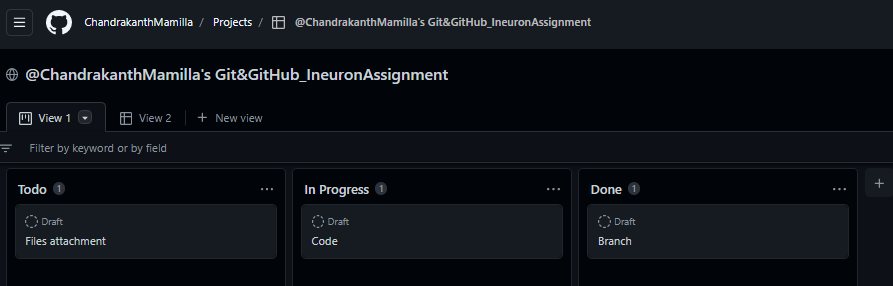 ChandrakanthMamilla / Projects / @ChandrakanthMamilla's Git&GitHub_IneuronAssignment
@ChandrakanthMamilla's Git&GitHub_IneuronAssignment
View 1 View 2 + New view
Filter by keyword or by field
Todo 1 ...
Draft
Files attachment
In Progress 1 ...
Draft
Code
Done 1 ...
Draft
Branch
+